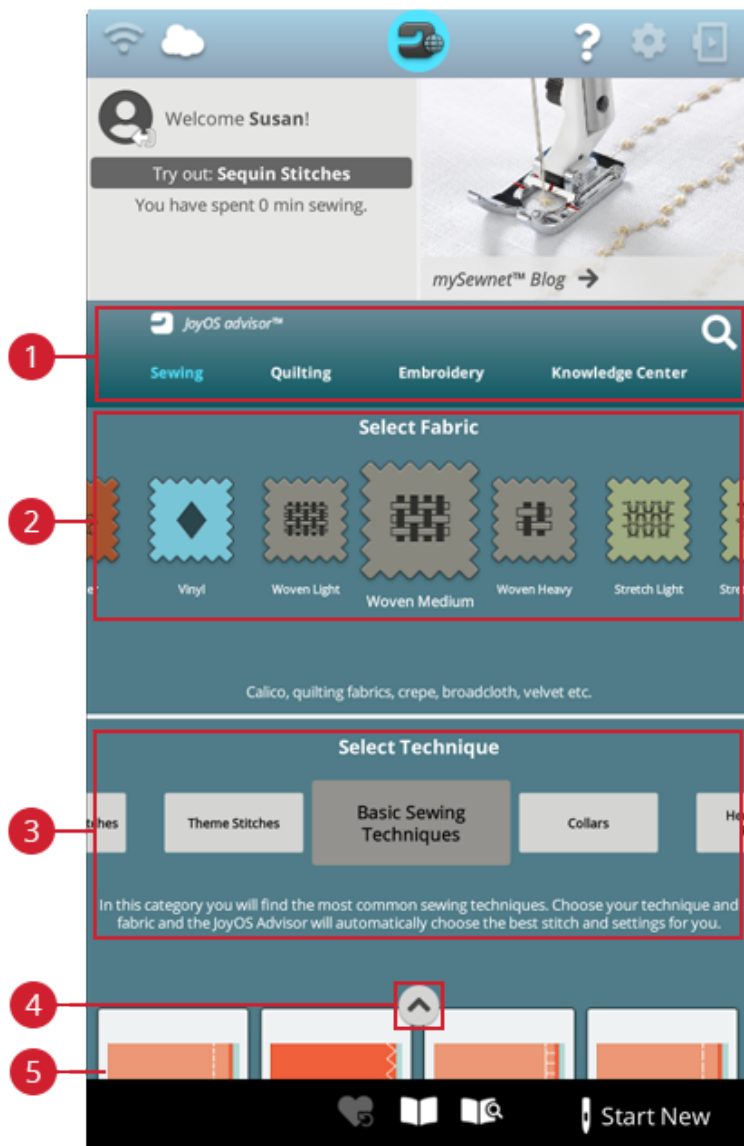 Welcome Susan!
Try out: Sequin Stitches
You have spent 0 min sewing.
mySewnet™ Blog
1
JoyOS advisor™
Sewing Quilting Embroidery Knowledge Center
Select Fabric
2
Vinyl Woven Light Woven Medium Woven Heavy Stretch Light
Calico, quilting fabrics, crepe, broadcloth, velvet etc.
Select Technique
3
Theme Stitches Basic Sewing Techniques Collars
In this category you will find the most common sewing techniques. Choose your technique and
fabric and the JoyOS Advisor will automatically choose the best stitch and settings for you.
4
5
Start New